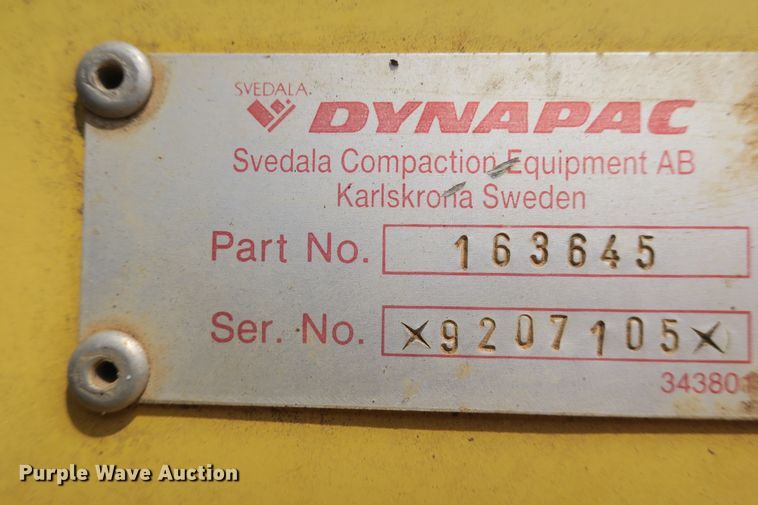 SVEDALA
DYNAPAC
Svedala Compaction Equipment AB
Karlskrona Sweden
Part No. 163645
Ser. No. ×9207105×
343801
Purple Wave Auction